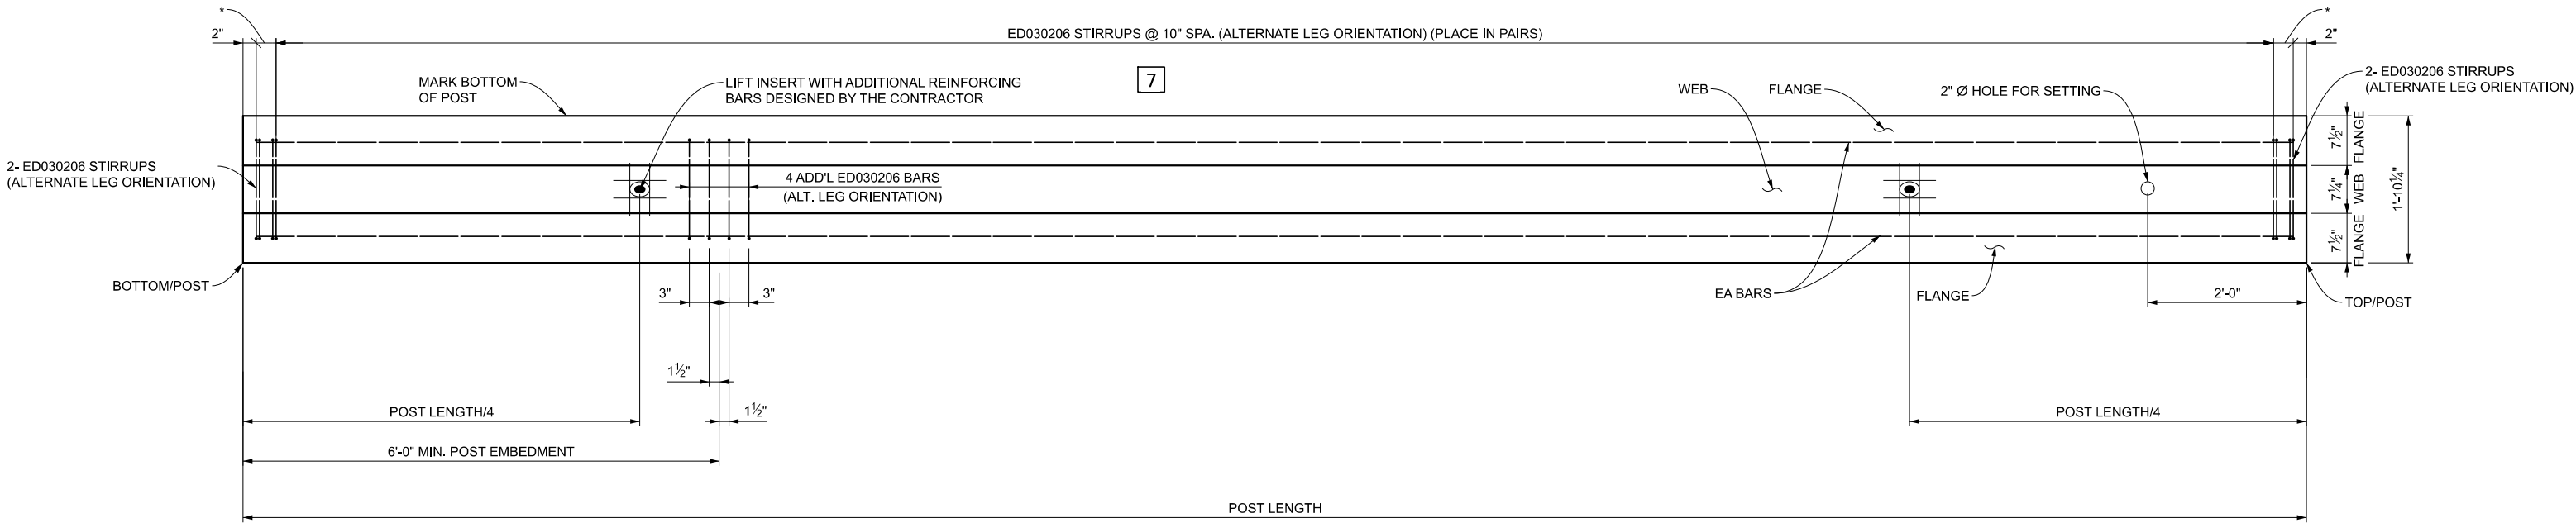 *
*
2"
ED030206 STIRRUPS @ 10" SPA. (ALTERNATE LEG ORIENTATION) (PLACE IN PAIRS)
2"
MARK BOTTOM
OF POST
LIFT INSERT WITH ADDITIONAL REINFORCING
BARS DESIGNED BY THE CONTRACTOR
7
WEB
FLANGE
2" Ø HOLE FOR SETTING
2- ED030206 STIRRUPS
(ALTERNATE LEG ORIENTATION)
2- ED030206 STIRRUPS
(ALTERNATE LEG ORIENTATION)
4 ADD'L ED030206 BARS
(ALT. LEG ORIENTATION)
7½"
FLANGE
7¼"
WEB
7½"
FLANGE
1'-10¼"
BOTTOM/POST
3"
3"
EA BARS
FLANGE
2'-0"
TOP/POST
1½"
1½"
POST LENGTH/4
POST LENGTH/4
6'-0" MIN. POST EMBEDMENT
POST LENGTH